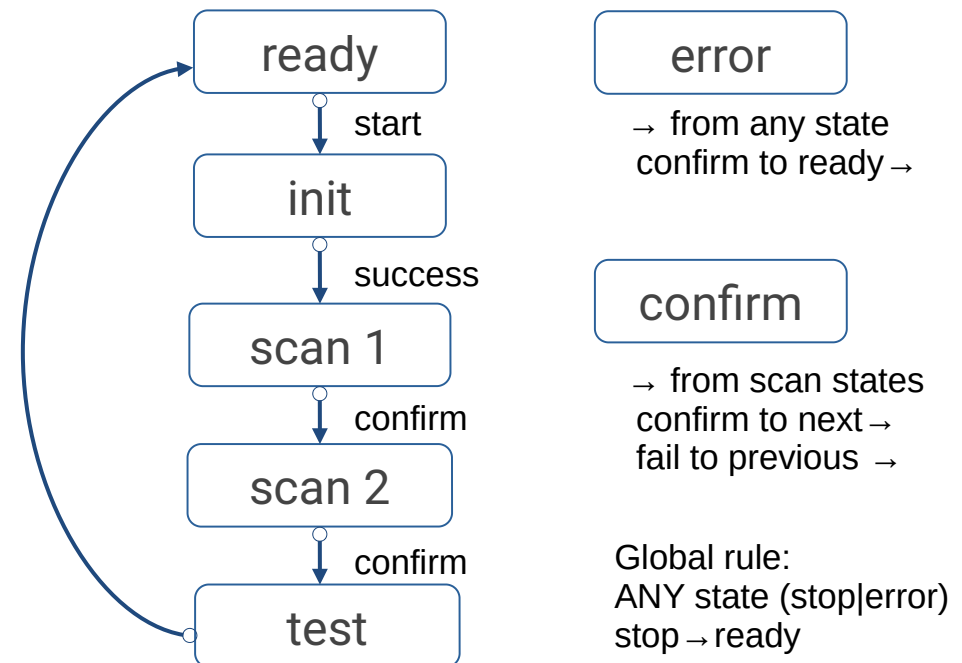 ready
start
init
success
scan 1
confirm
scan 2
confirm
test
error
→ from any state
confirm to ready→
confirm
→ from scan states
confirm to next→
fail to previous →
Global rule:
ANY state (stop|error)
stop→ready